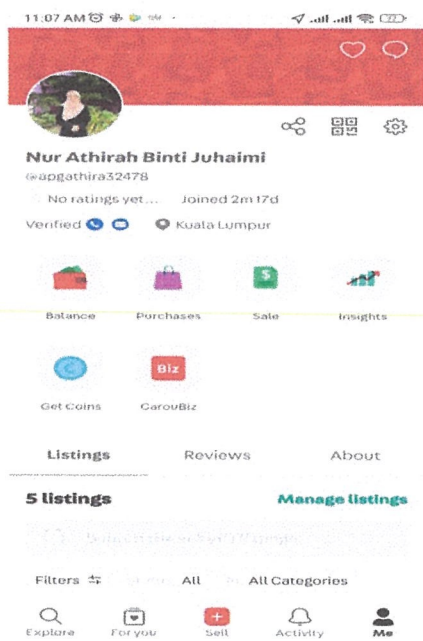 11:07 AM
Nur Athirah Binti Juhaimi
@apgathira32478
No ratings yet... Joined 2m 17d
Verified Kuala Lumpur
Balance Purchases Sale Insights
Biz
Get Coins CarouBiz
Listings Reviews About
5 listings Manage listings
Filters All All Categories
Explore For you Sell Activity Me